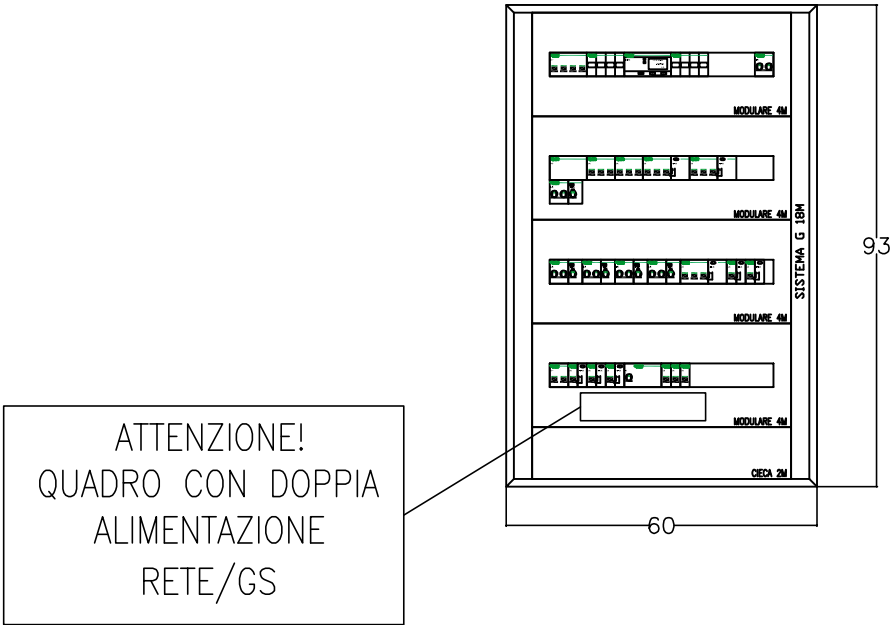 MODULARE 4M
MODULARE 4M
SISTEMA G 18M
93
MODULARE 4M
MODULARE 4M
CIECA 2M
60
ATTENZIONE!
QUADRO CON DOPPIA
ALIMENTAZIONE
RETE/GS